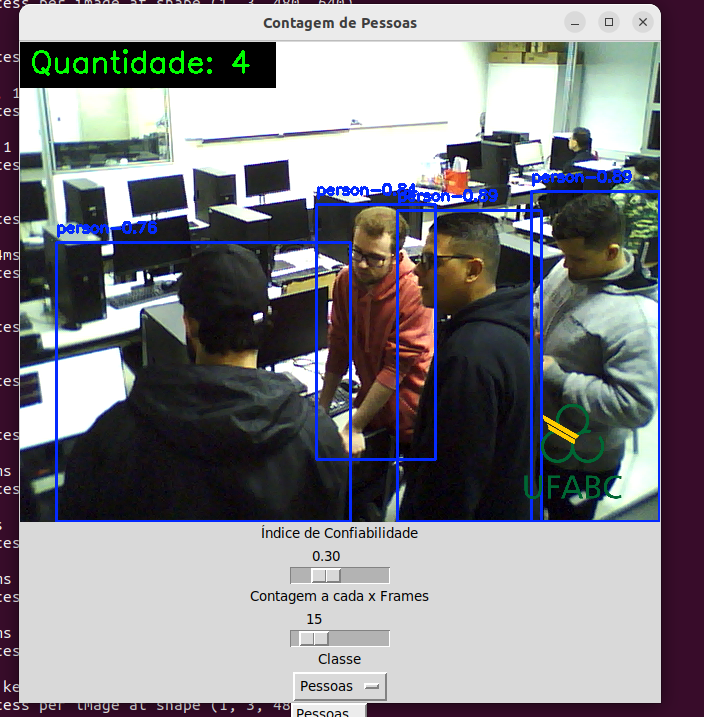 cess per image at shape (1, 3, 480, 640)
Contagem de Pessoas
Quantidade: 4
person-0.84
person-0.89
person-0.89
person-0.76
UFABC
Índice de Confiabilidade
0.30
Contagem a cada x Frames
15
Classe
Pessoas
Pessoas
cess per image at shape (1, 3, 48